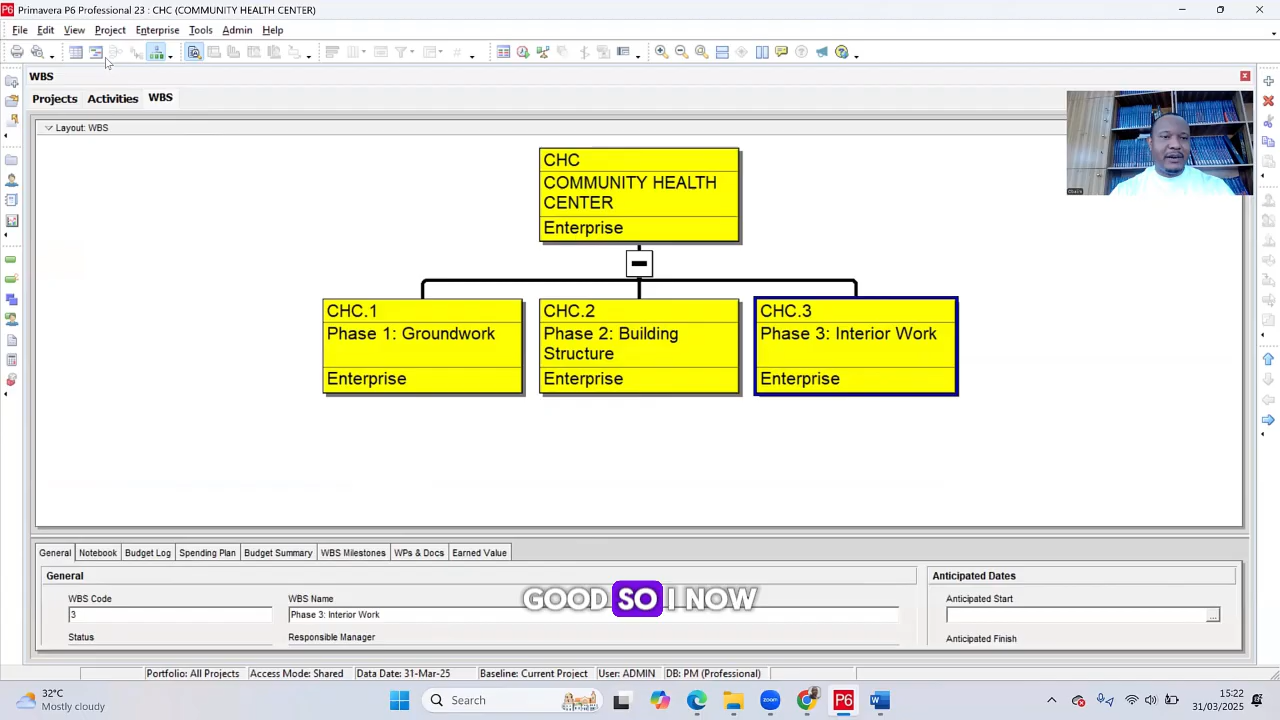 Primavera P6 Professional 23 : CHC (COMMUNITY HEALTH CENTER)
File Edit View Project Enterprise Tools Admin Help
WBS
Projects Activities WBS
Layout: WBS
CHC
COMMUNITY HEALTH
CENTER
Enterprise
CHC.1
Phase 1: Groundwork
Enterprise
CHC.2
Phase 2: Building
Structure
Enterprise
CHC.3
Phase 3: Interior Work
Enterprise
General Notebook Budget Log Spending Plan Budget Summary WBS Milestones WPs & Docs Earned Value
General
Anticipated Dates
WBS Code
WBS Name
Anticipated Start
3
Phase 3: Interior Work
...
Status
Responsible Manager
Anticipated Finish
GOOD SO I NOW
Portfolio: All Projects Access Mode: Shared Data Date: 31-Mar-25 Baseline: Current Project User: ADMIN DB: PM (Professional)
32°C
Mostly cloudy
Search
P6
15:22
31/03/2025